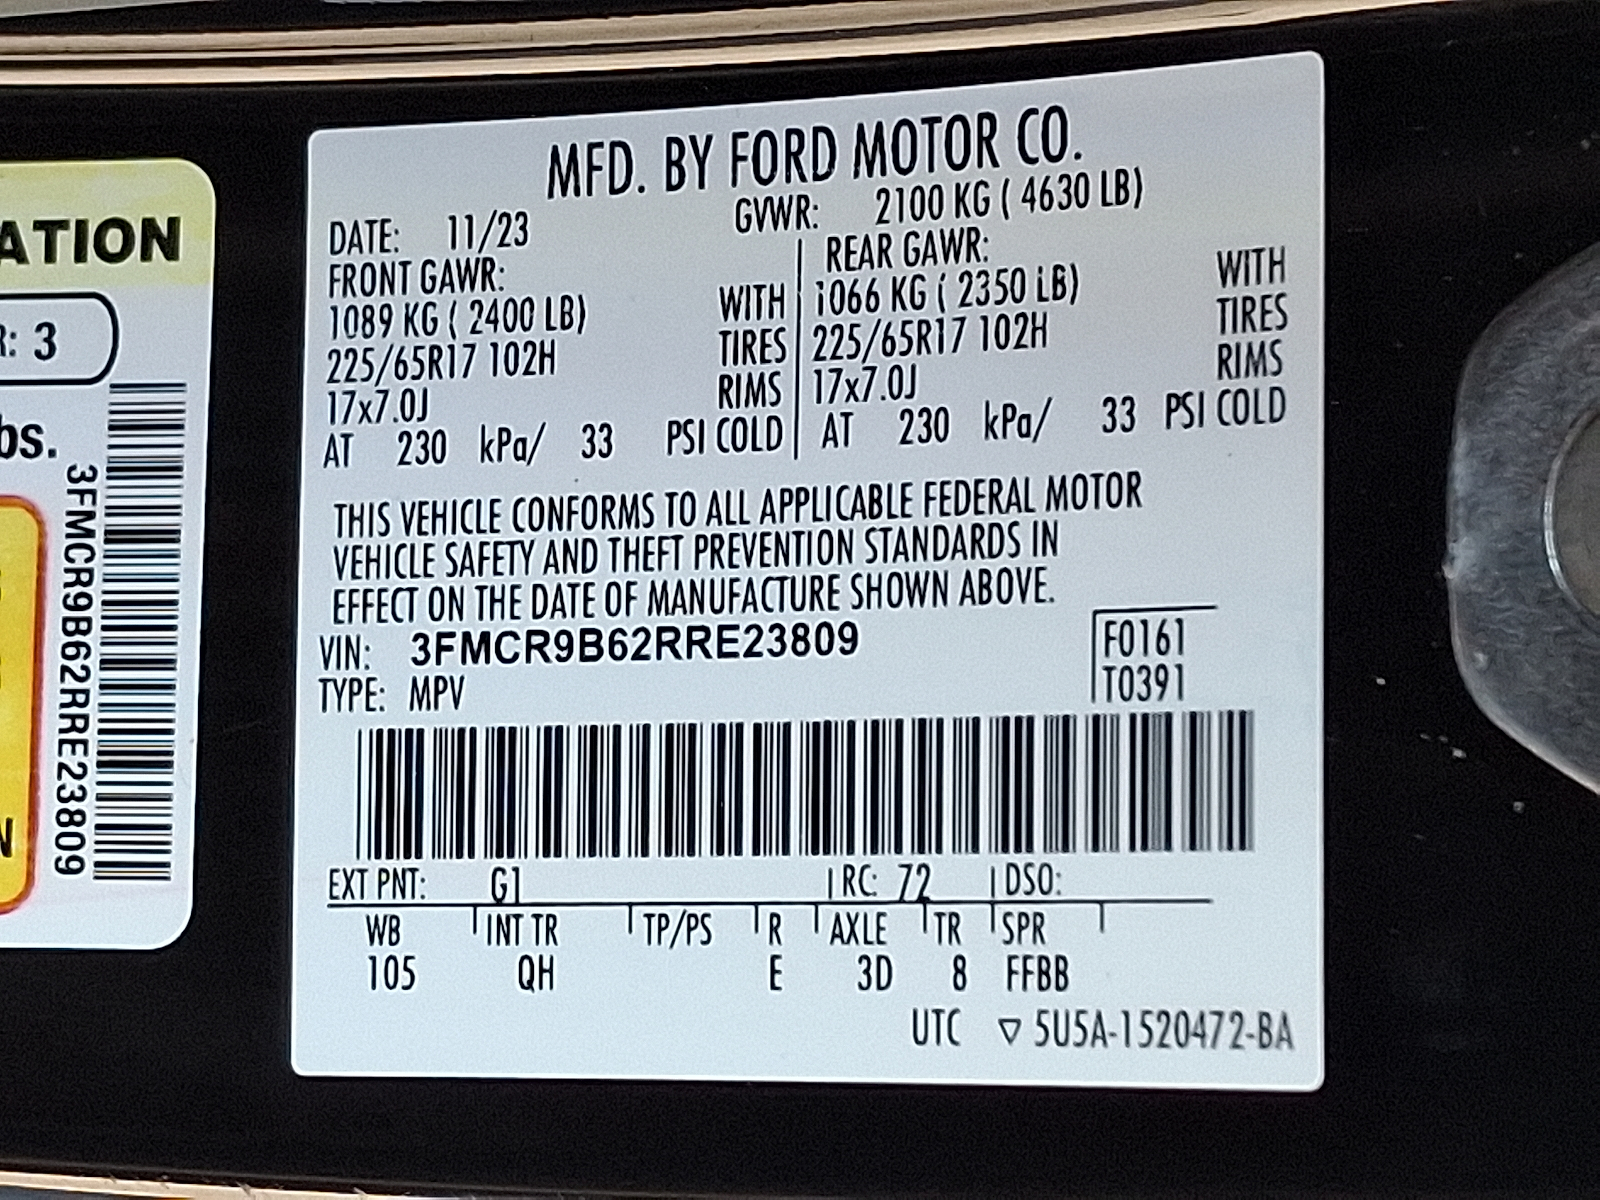 ATION
R: 3
bs.
3FMCR9B62RRE23809
N
MFD. BY FORD MOTOR CO.
DATE: 11/23 GVWR: 2100 KG ( 4630 LB)
FRONT GAWR: REAR GAWR:
1089 KG ( 2400 LB) WITH 1066 KG ( 2350 LB) WITH
225/65R17 102H TIRES 225/65R17 102H TIRES
17x7.0J RIMS 17x7.0J RIMS
AT 230 kPa/ 33 PSI COLD AT 230 kPa/ 33 PSI COLD
THIS VEHICLE CONFORMS TO ALL APPLICABLE FEDERAL MOTOR
VEHICLE SAFETY AND THEFT PREVENTION STANDARDS IN
EFFECT ON THE DATE OF MANUFACTURE SHOWN ABOVE.
VIN: 3FMCR9B62RRE23809 F0161
TYPE: MPV T0391
EXT PNT: G1 RC: 72 DSO:
WB INT TR TP/PS R AXLE TR SPR
105 QH E 3D 8 FFBB
UTC ▽ 5U5A-1520472-BA